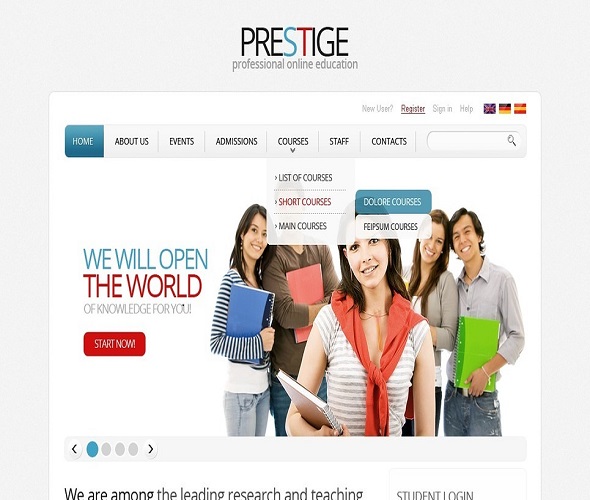 PRESTIGE
professional online education
New User? Register Sign in Help
HOME ABOUT US EVENTS ADMISSIONS COURSES STAFF CONTACTS
› LIST OF COURSES
› SHORT COURSES DOLORE COURSES
› MAIN COURSES FEIPSUM COURSES
WE WILL OPEN
THE WORLD
OF KNOWLEDGE FOR YOU!
START NOW!
We are among the leading research and teaching
STUDENT LOGIN